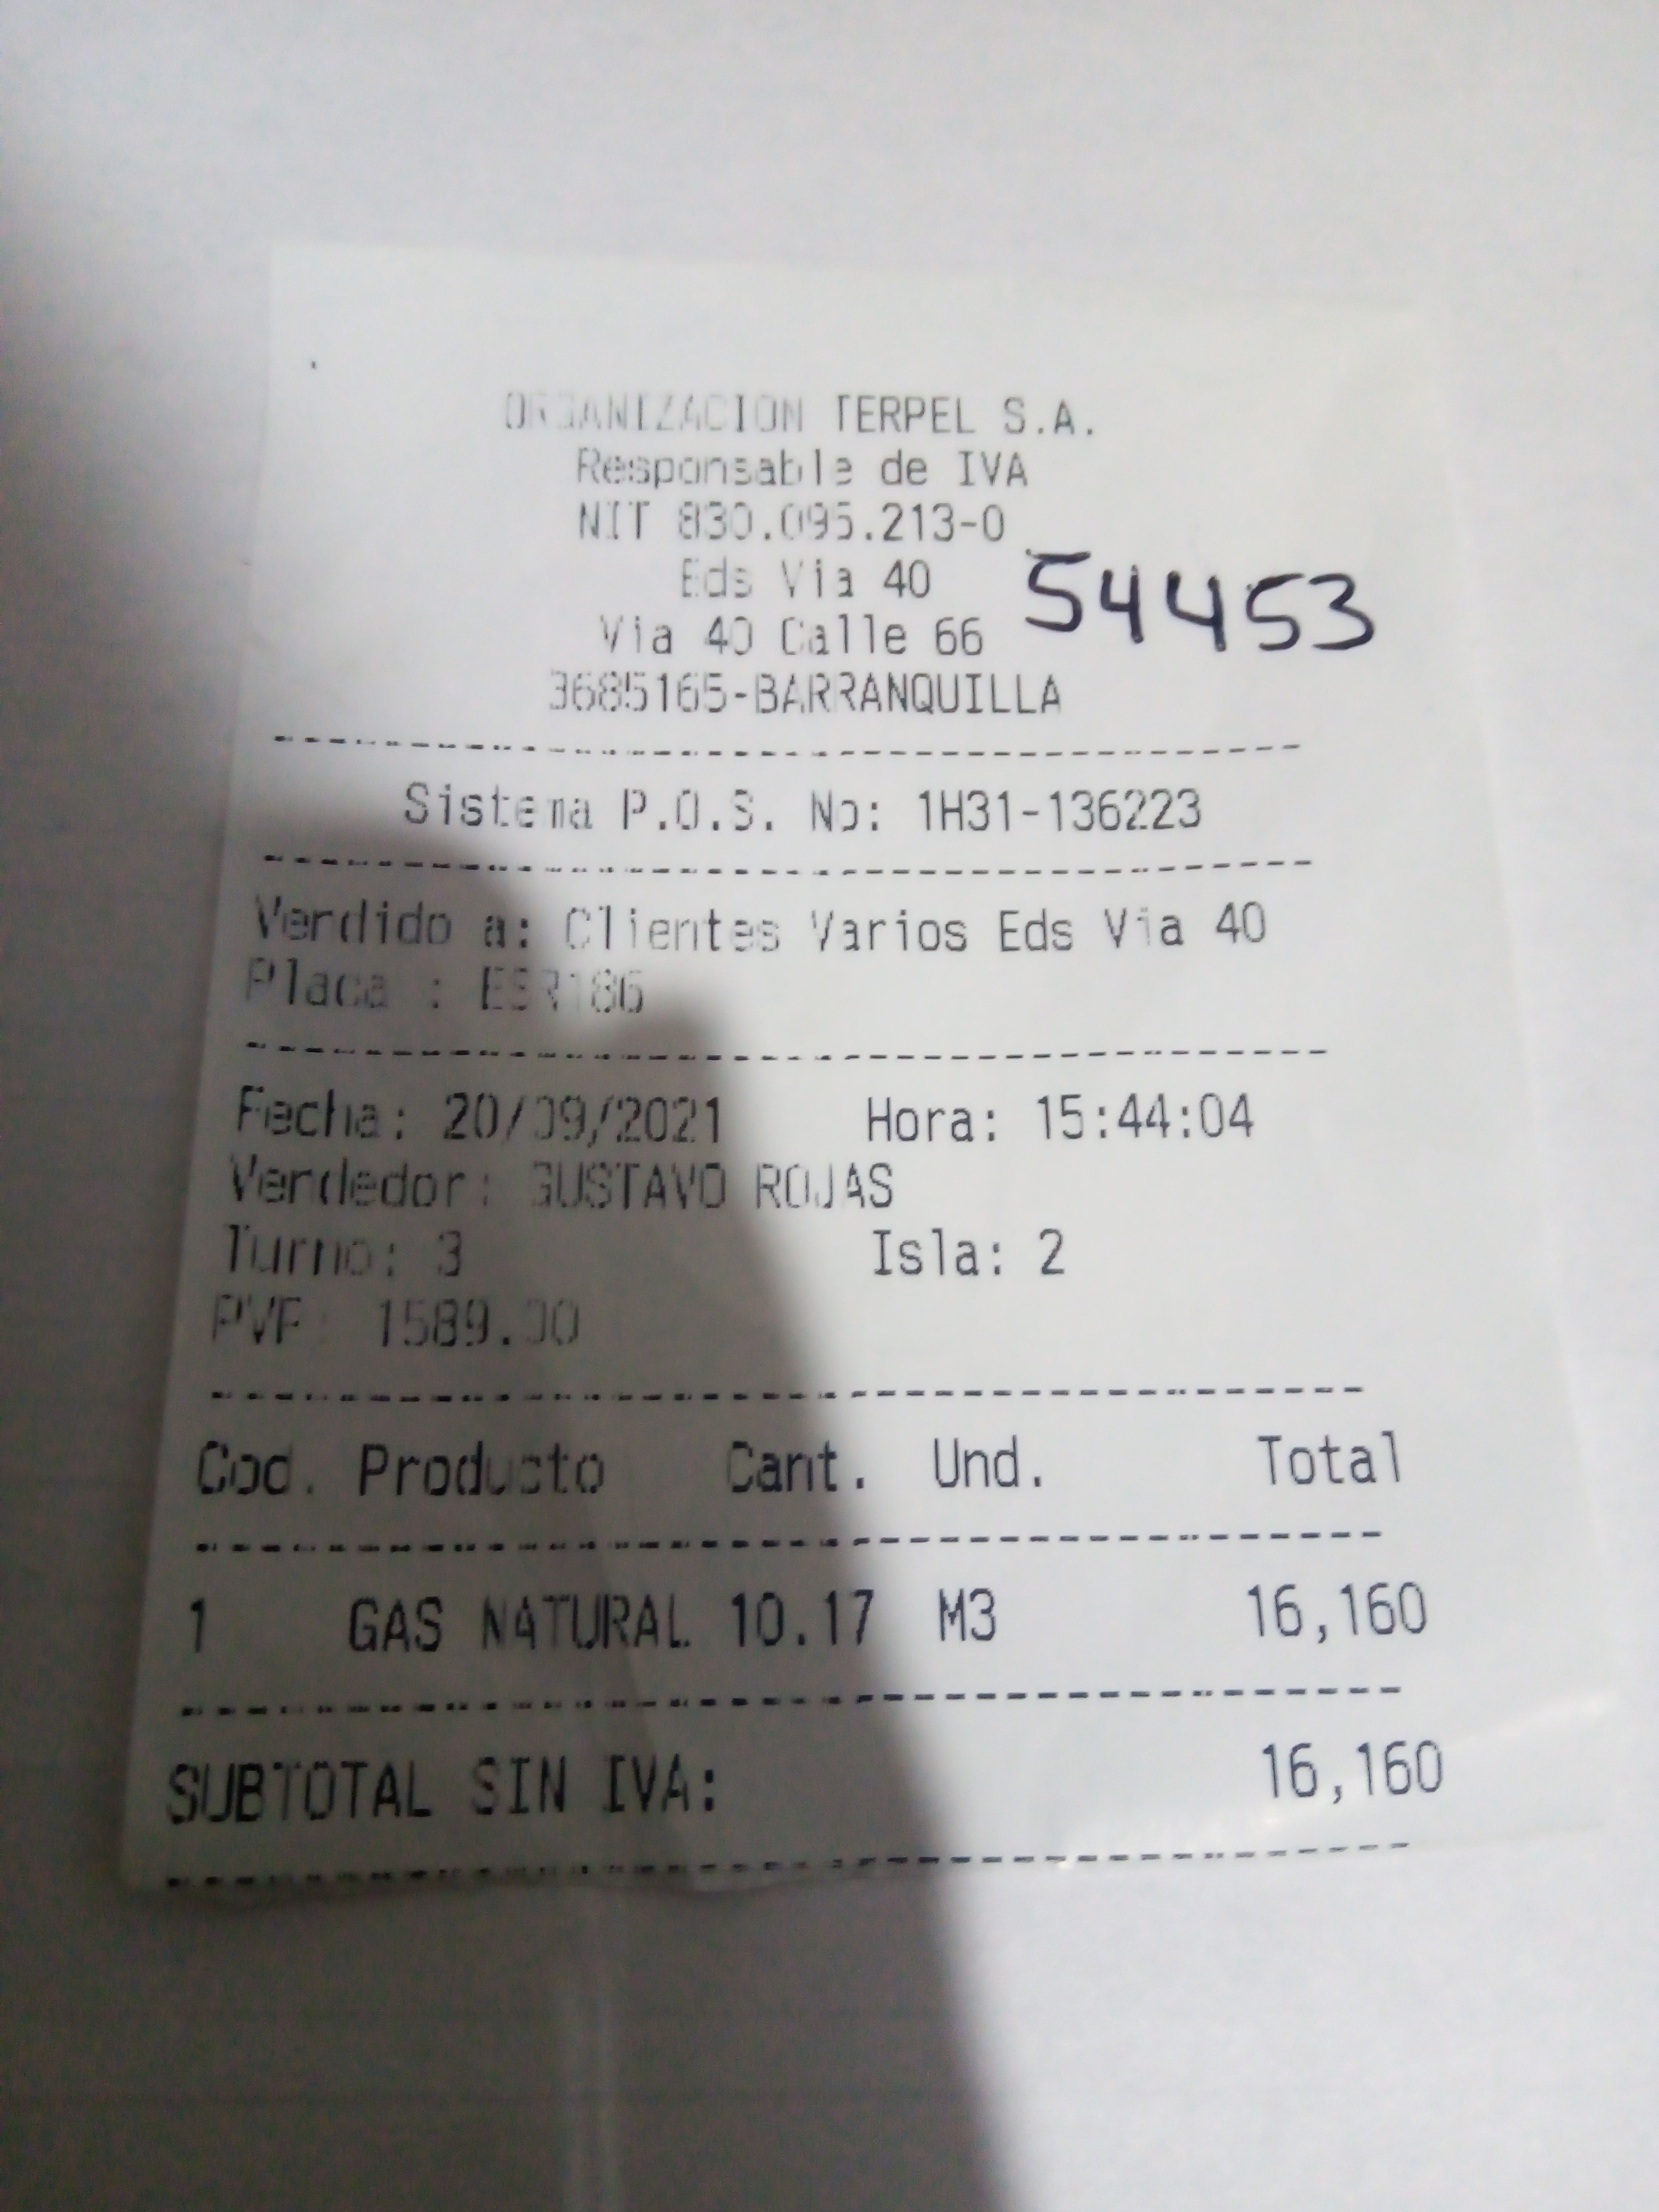 ORGANIZACION TERPEL S.A.
Responsable de IVA
NIT 830.095.213-0
Eds Via 40
54453
Via 40 Calle 66
3685165-BARRANQUILLA
Sistema P.O.S. No: 1H31-136223
Vendido a: Clientes Varios Eds Via 40
Placa :
Fecha: 20/09/2021 Hora: 15:44:04
Vendedor: GUSTAVO ROJAS
Turno: 3 Isla: 2
PVP: 1589.00
Cod. Producto Cant. Und. Total
1 GAS NATURAL 10.17 M3 16,160
SUBTOTAL SIN IVA: 16,160